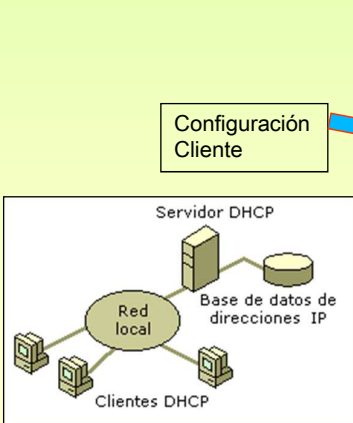 Configuración
Cliente
Servidor DHCP
Base de datos de
direcciones IP
Red
local
Clientes DHCP